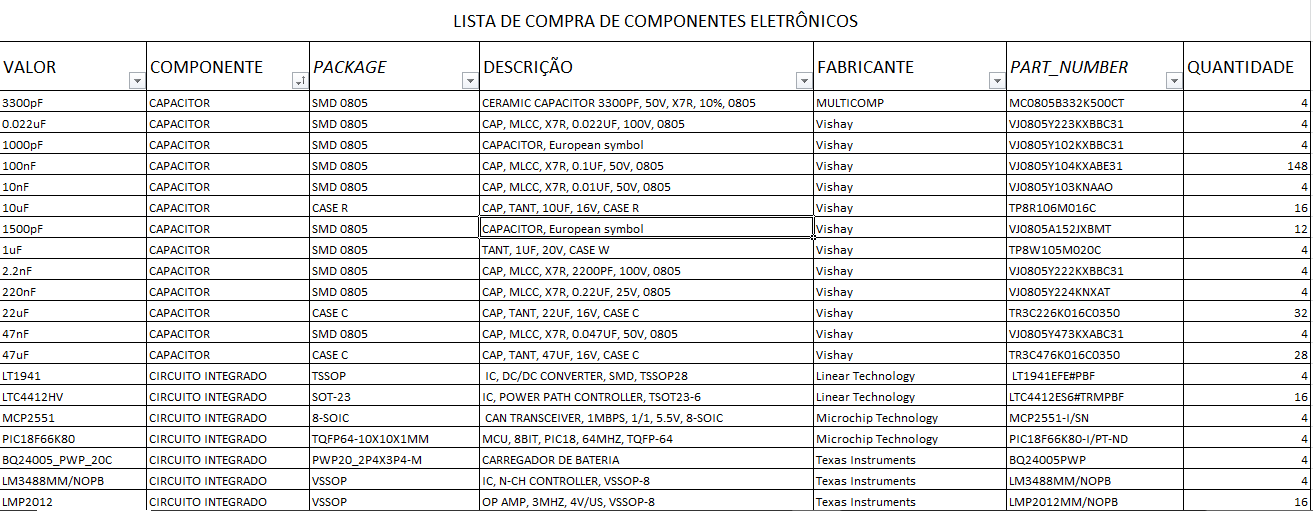 LISTA DE COMPRA DE COMPONENTES ELETRÔNICOS
VALOR COMPONENTE PACKAGE DESCRIÇÃO FABRICANTE PART_NUMBER QUANTIDADE
3300pF CAPACITOR SMD 0805 CERAMIC CAPACITOR 3300PF, 50V, X7R, 10%, 0805 MULTICOMP MC0805B332K500CT 4
0.022uF CAPACITOR SMD 0805 CAP, MLCC, X7R, 0.022UF, 100V, 0805 Vishay VJ0805Y223KXBBC31 4
1000pF CAPACITOR SMD 0805 CAPACITOR, European symbol Vishay VJ0805Y102KXBBC31 4
100nF CAPACITOR SMD 0805 CAP, MLCC, X7R, 0.1UF, 50V, 0805 Vishay VJ0805Y104KXABE31 148
10nF CAPACITOR SMD 0805 CAP, MLCC, X7R, 0.01UF, 50V, 0805 Vishay VJ0805Y103KNAAO 4
10uF CAPACITOR CASE R CAP, TANT, 10UF, 16V, CASE R Vishay TP8R106M016C 16
1500pF CAPACITOR SMD 0805 CAPACITOR, European symbol Vishay VJ0805A152JXBMT 12
1uF CAPACITOR SMD 0805 TANT, 1UF, 20V, CASE W Vishay TP8W105M020C 4
2.2nF CAPACITOR SMD 0805 CAP, MLCC, X7R, 2200PF, 100V, 0805 Vishay VJ0805Y222KXBBC31 4
220nF CAPACITOR SMD 0805 CAP, MLCC, X7R, 0.22UF, 25V, 0805 Vishay VJ0805Y224KNXAT 4
22uF CAPACITOR CASE C CAP, TANT, 22UF, 16V, CASE C Vishay TR3C226K016C0350 32
47nF CAPACITOR SMD 0805 CAP, MLCC, X7R, 0.047UF, 50V, 0805 Vishay VJ0805Y473KXABC31 4
47uF CAPACITOR CASE C CAP, TANT, 47UF, 16V, CASE C Vishay TR3C476K016C0350 28
LT1941 CIRCUITO INTEGRADO TSSOP IC, DC/DC CONVERTER, SMD, TSSOP28 Linear Technology LT1941EFE#PBF 4
LTC4412HV CIRCUITO INTEGRADO SOT-23 IC, POWER PATH CONTROLLER, TSOT23-6 Linear Technology LTC4412ES6#TRMPBF 16
MCP2551 CIRCUITO INTEGRADO 8-SOIC CAN TRANSCEIVER, 1MBPS, 1/1, 5.5V, 8-SOIC Microchip Technology MCP2551-I/SN 4
PIC18F66K80 CIRCUITO INTEGRADO TQFP64-10X10X1MM MCU, 8BIT, PIC18, 64MHZ, TQFP-64 Microchip Technology PIC18F66K80-I/PT-ND 4
BQ24005_PWP_20C CIRCUITO INTEGRADO PWP20_2P4X3P4-M CARREGADOR DE BATERIA Texas Instruments BQ24005PWP 4
LM3488MM/NOPB CIRCUITO INTEGRADO VSSOP IC, N-CH CONTROLLER, VSSOP-8 Texas Instruments LM3488MM/NOPB 4
LMP2012 CIRCUITO INTEGRADO VSSOP OP AMP, 3MHZ, 4V/US, VSSOP-8 Texas Instruments LMP2012MM/NOPB 16